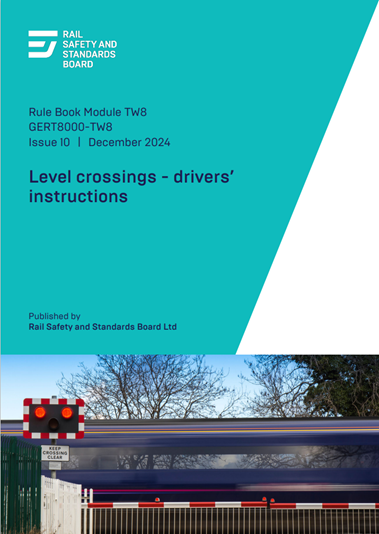 RAIL
SAFETY AND
STANDARDS
BOARD
Rule Book Module TW8
GERT8000-TW8
Issue 10 | December 2024
Level crossings - drivers’
instructions
Published by
Rail Safety and Standards Board Ltd
KEEP
CROSSING
CLEAR